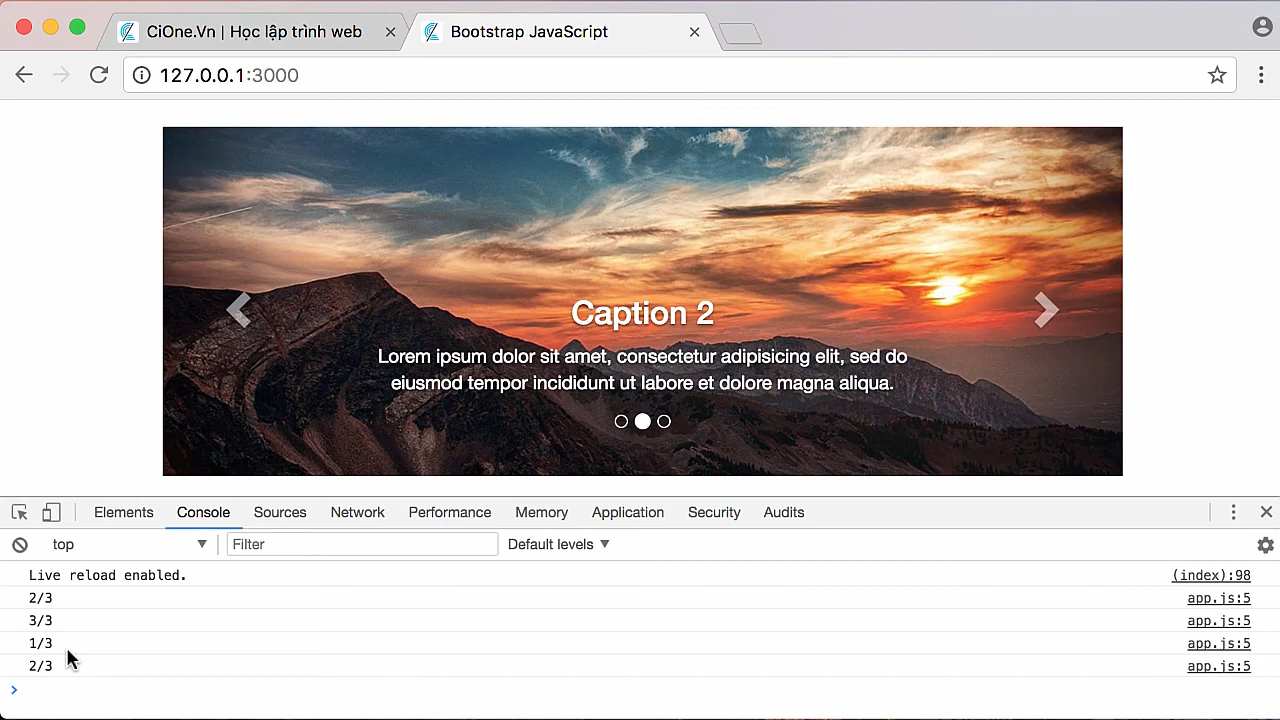 CiOne.Vn | Học lập trình web
Bootstrap JavaScript
127.0.0.1:3000
Caption 2
Lorem ipsum dolor sit amet, consectetur adipisicing elit, sed do
eiusmod tempor incididunt ut labore et dolore magna aliqua.
Elements Console Sources Network Performance Memory Application Security Audits
top Filter Default levels
Live reload enabled. (index):98
2/3 app.js:5
3/3 app.js:5
1/3 app.js:5
2/3 app.js:5